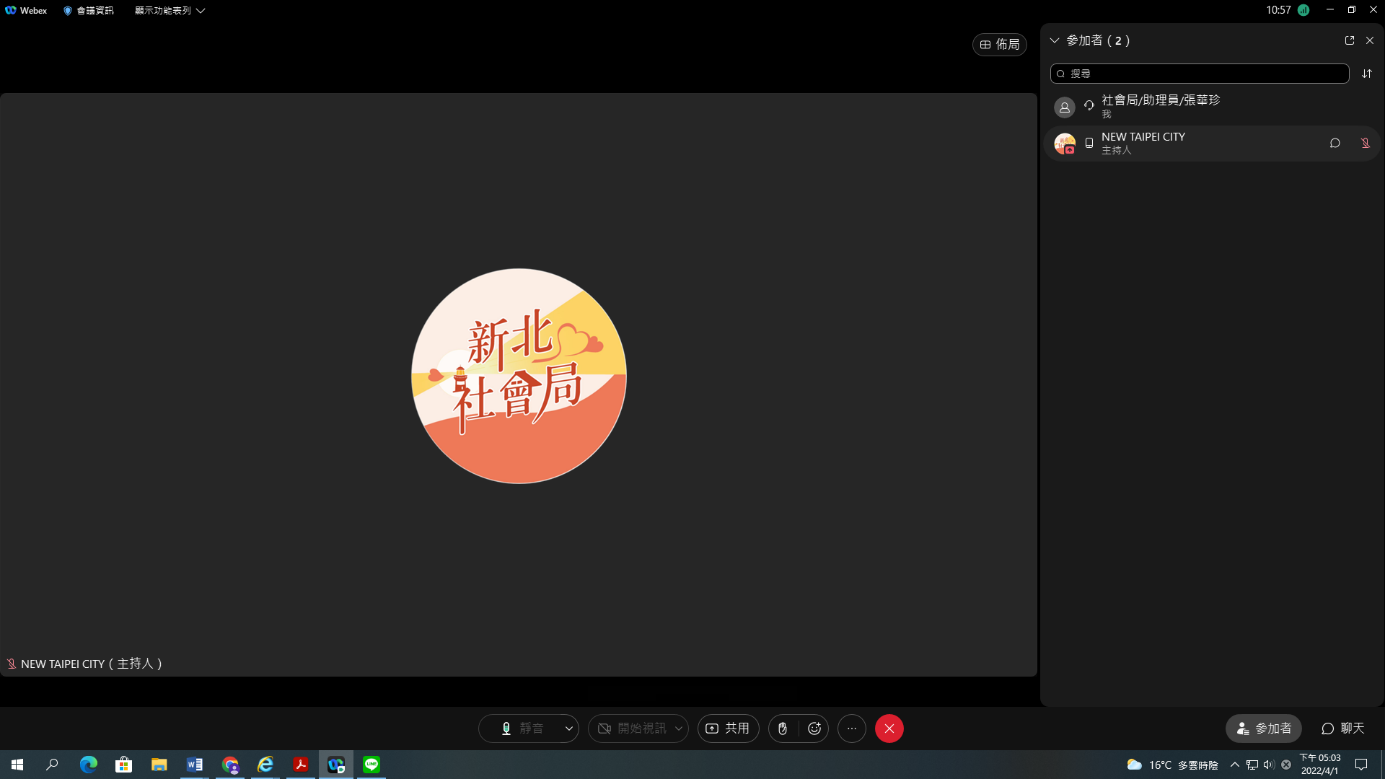 Webex
會議資訊
顯示功能表列
10:57
佈局
參加者 ( 2 )
搜尋
社會局/助理員/張華珍
我
NEW TAIPEI CITY
主持人
新北
社會局
NEW TAIPEI CITY ( 主持人 )
靜音
開始視訊
共用
參加者
聊天
16°C 多雲時陰
下午 05:03
2022/4/1